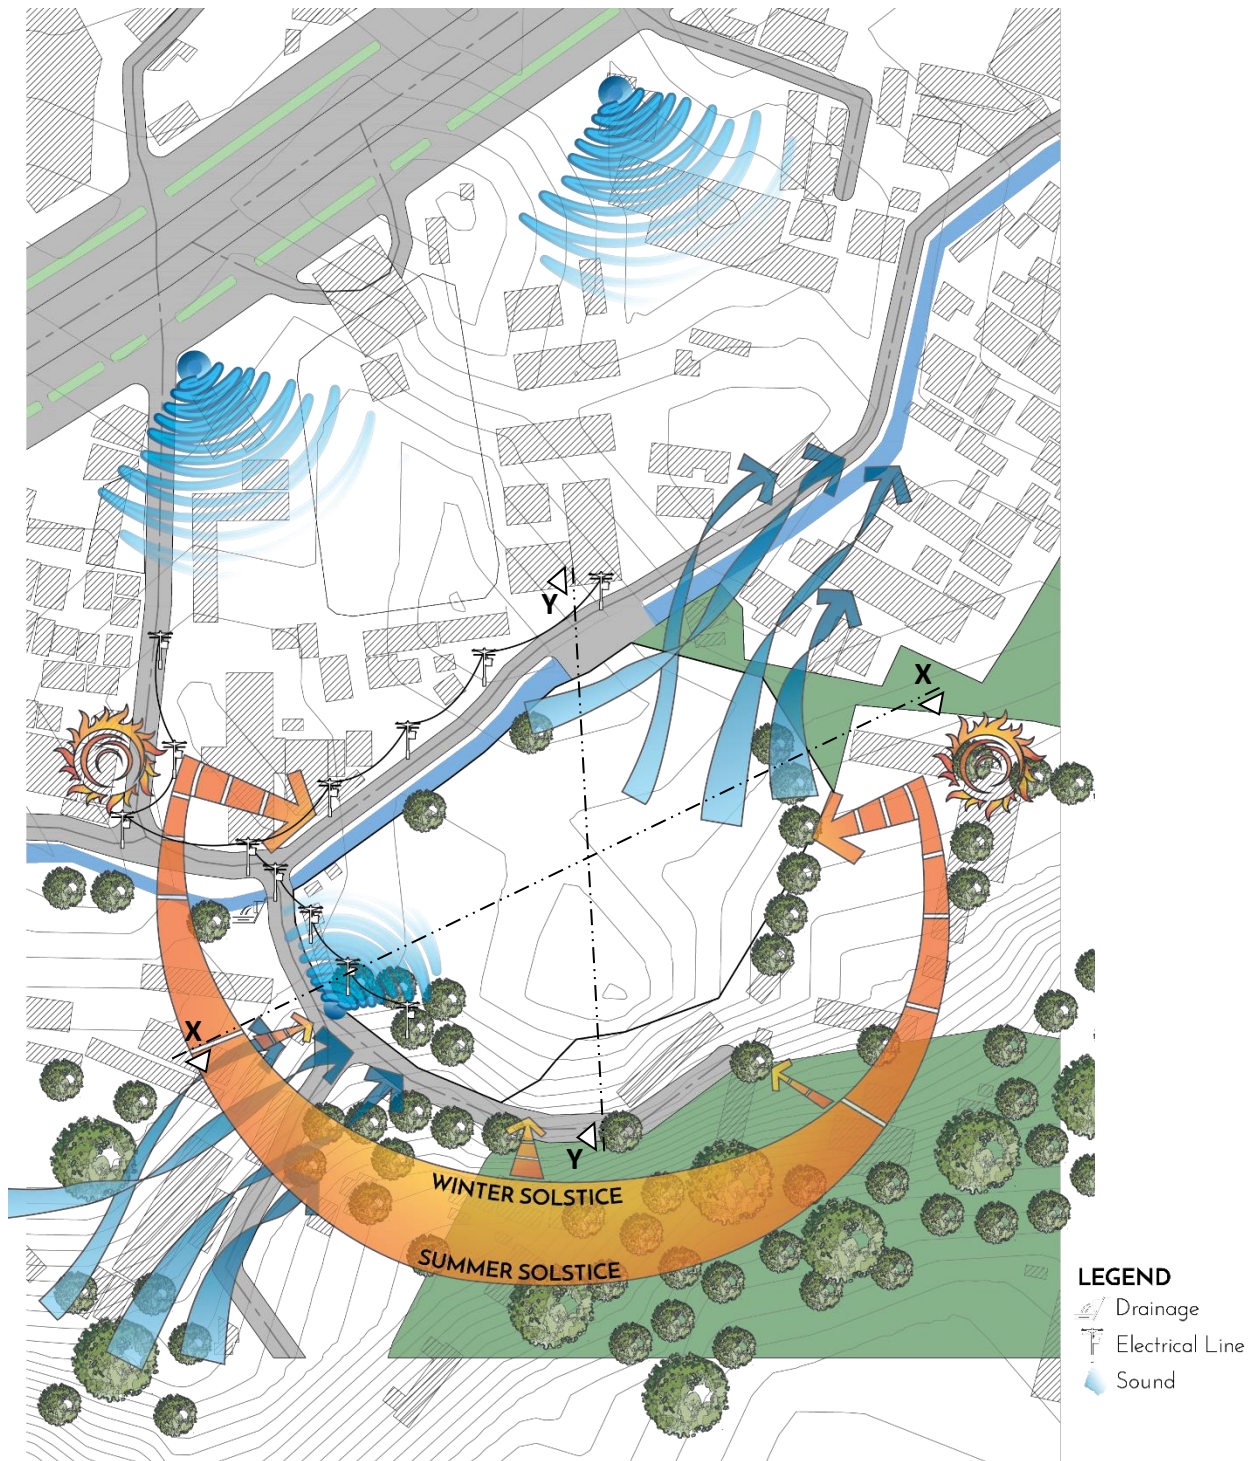 Y
X
X
Y
WINTER SOLSTICE
SUMMER SOLSTICE
LEGEND
Drainage
Electrical Line
Sound